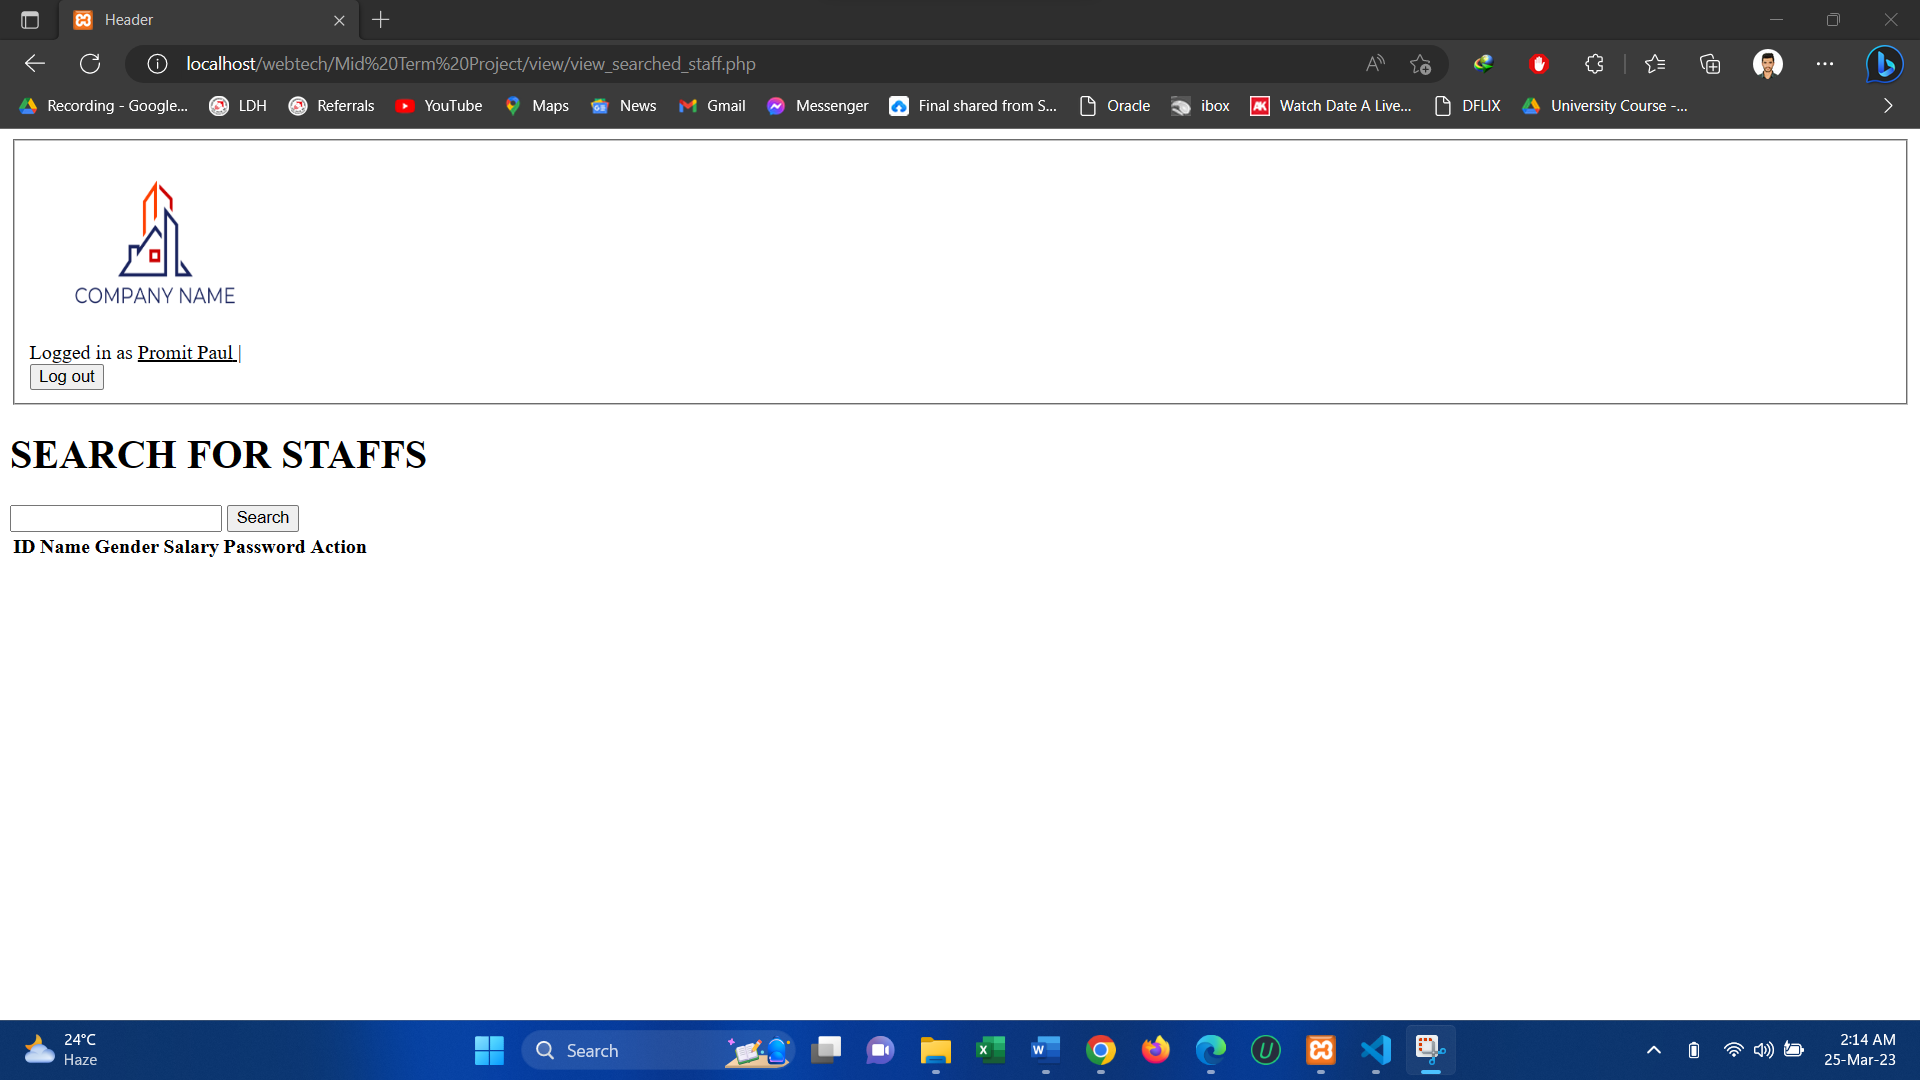 Header
localhost/webtech/Mid%20Term%20Project/view/view_searched_staff.php
Recording - Google... LDH Referrals YouTube Maps News Gmail Messenger Final shared from S... Oracle ibox Watch Date A Live... DFLIX University Course -...
COMPANY NAME
Logged in as Promit Paul |
Log out
SEARCH FOR STAFFS
Search
ID Name Gender Salary Password Action
24°C
Haze
Search
2:14 AM
25-Mar-23